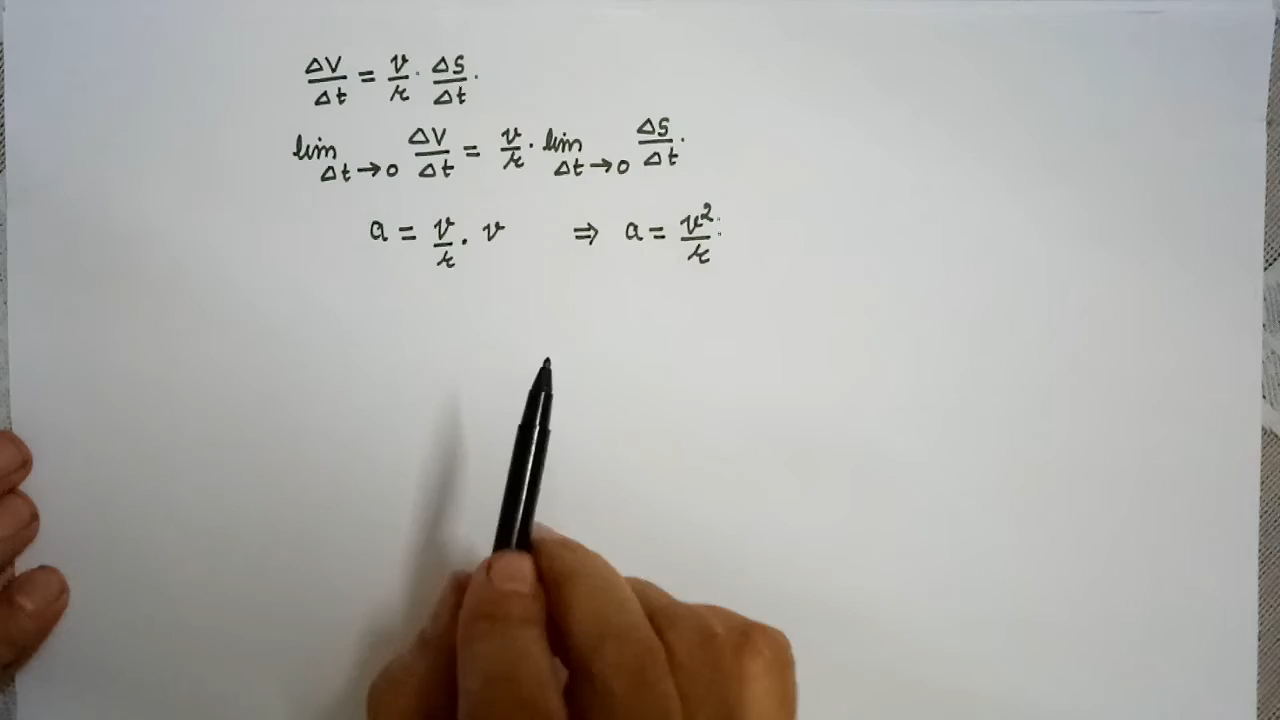 ΔV/Δt = v/r · ΔS/Δt.
lim Δt→0 ΔV/Δt = v/r · lim Δt→0 ΔS/Δt.
a = v/r · v ⇒ a = v²/r.